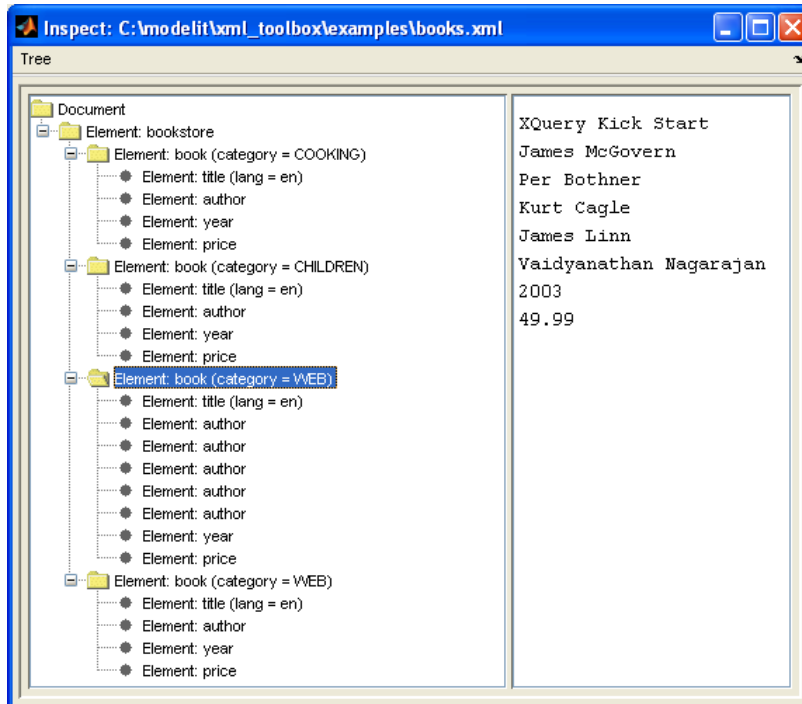 Inspect: C:\modelit\xml_toolbox\examples\books.xml
Tree
Document
Element: bookstore
Element: book (category = COOKING)
Element: title (lang = en)
Element: author
Element: year
Element: price
Element: book (category = CHILDREN)
Element: title (lang = en)
Element: author
Element: year
Element: price
Element: book (category = WEB)
Element: title (lang = en)
Element: author
Element: author
Element: author
Element: author
Element: author
Element: year
Element: price
Element: book (category = WEB)
Element: title (lang = en)
Element: author
Element: year
Element: price
XQuery Kick Start
James McGovern
Per Bothner
Kurt Cagle
James Linn
Vaidyanathan Nagarajan
2003
49.99